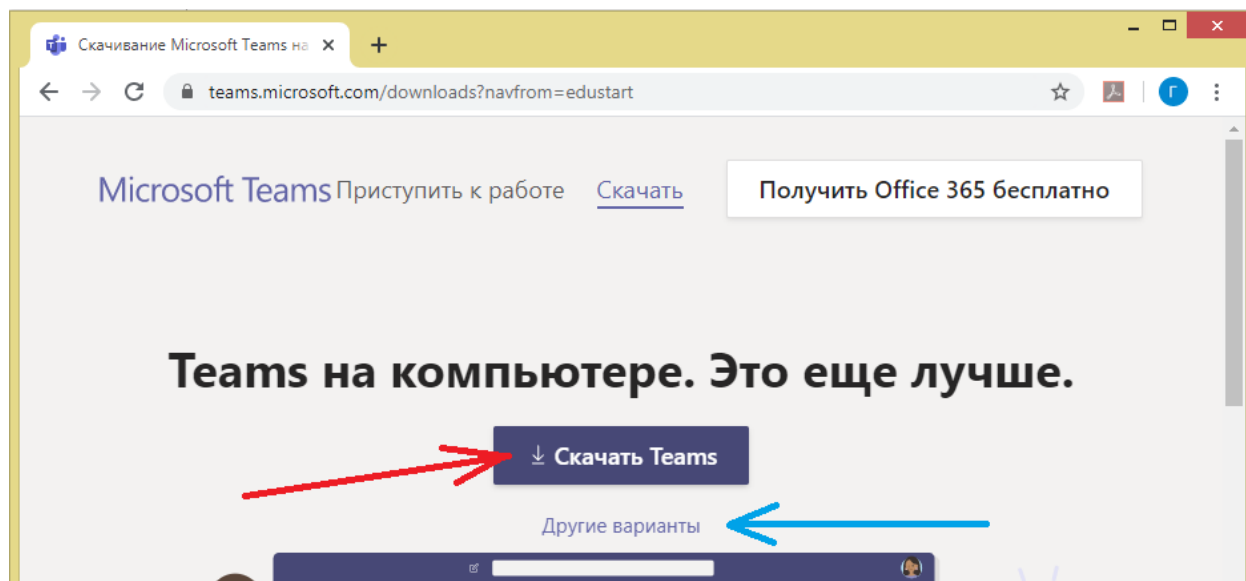 Скачивание Microsoft Teams на
teams.microsoft.com/downloads?navfrom=edustart
Г
Microsoft Teams Приступить к работе Скачать Получить Office 365 бесплатно
Teams на компьютере. Это еще лучше.
Скачать Teams
Другие варианты